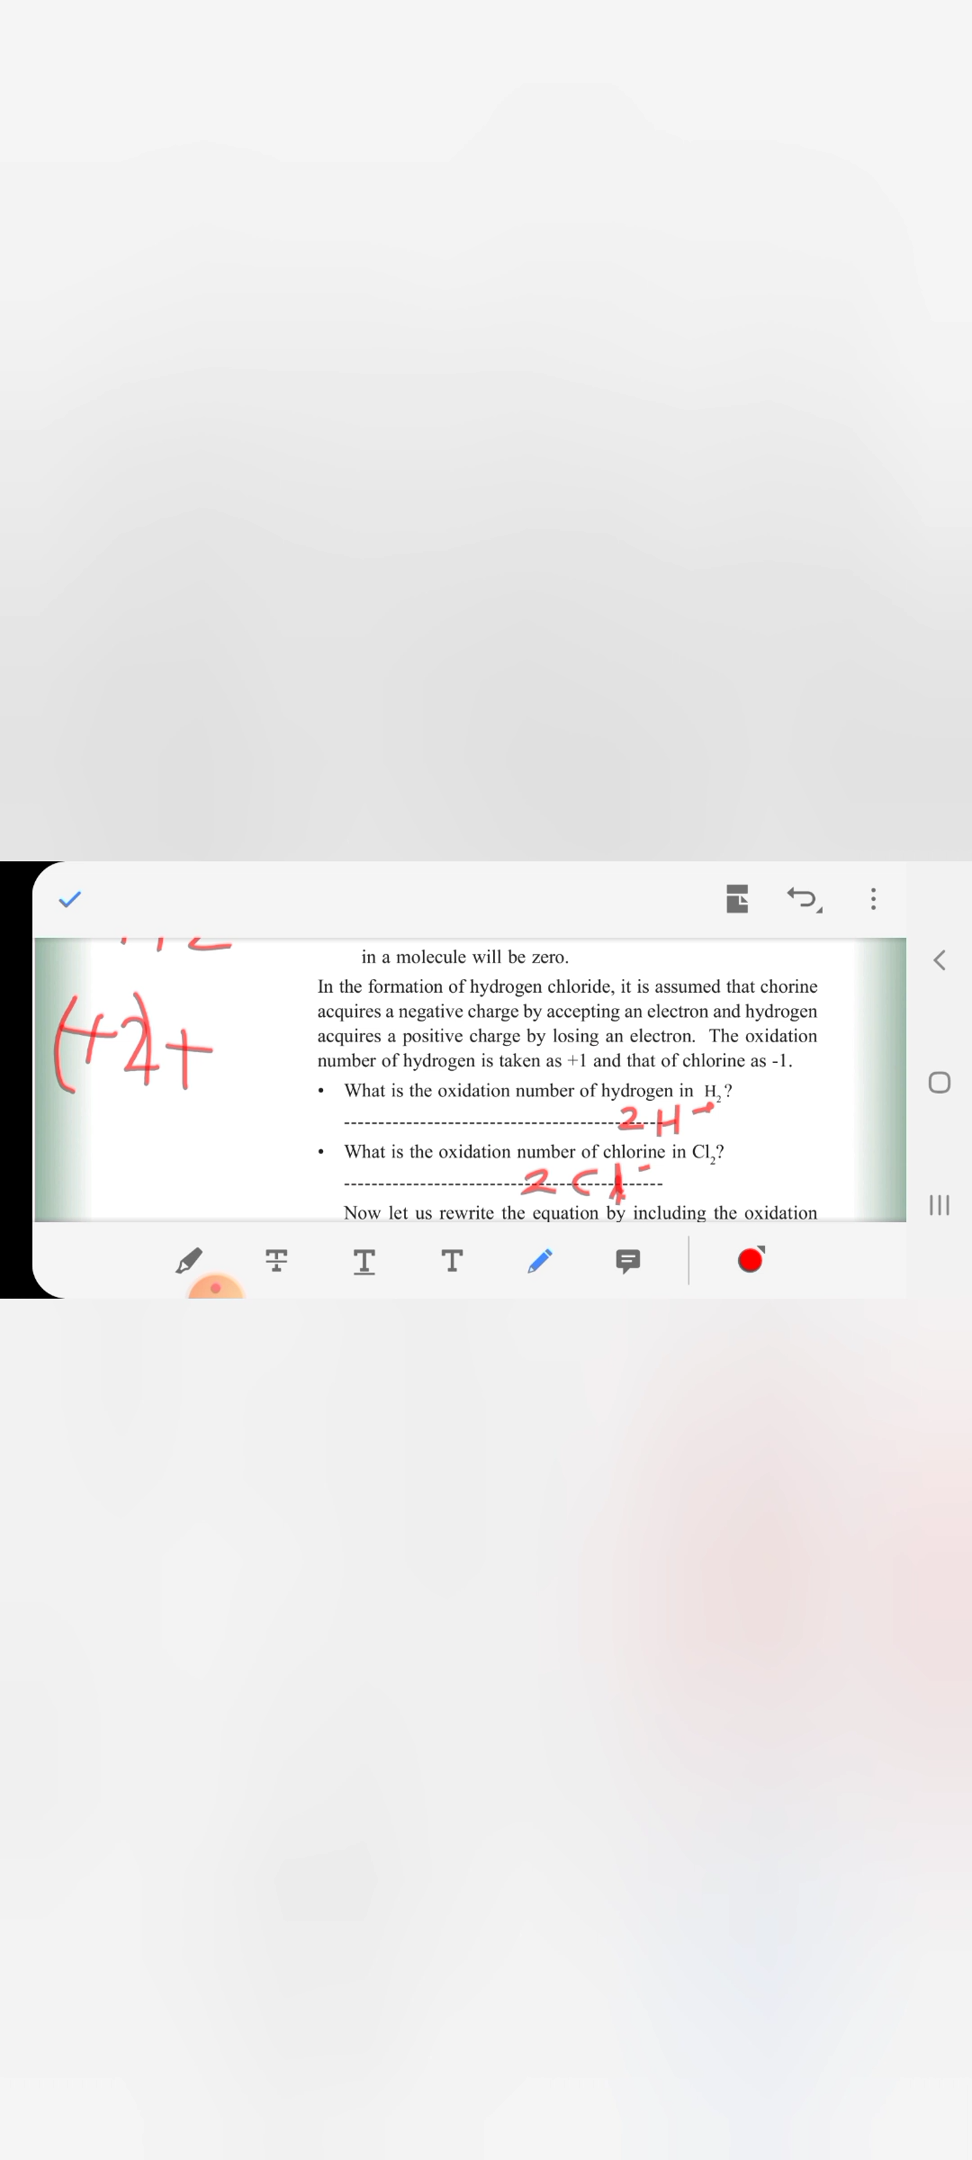 in a molecule will be zero.
In the formation of hydrogen chloride, it is assumed that chorine
acquires a negative charge by accepting an electron and hydrogen
acquires a positive charge by losing an electron. The oxidation
number of hydrogen is taken as +1 and that of chlorine as -1.
(+2)+
• What is the oxidation number of hydrogen in H₂?
2H
• What is the oxidation number of chlorine in Cl₂?
2Cl⁻
Now let us rewrite the equation by including the oxidation